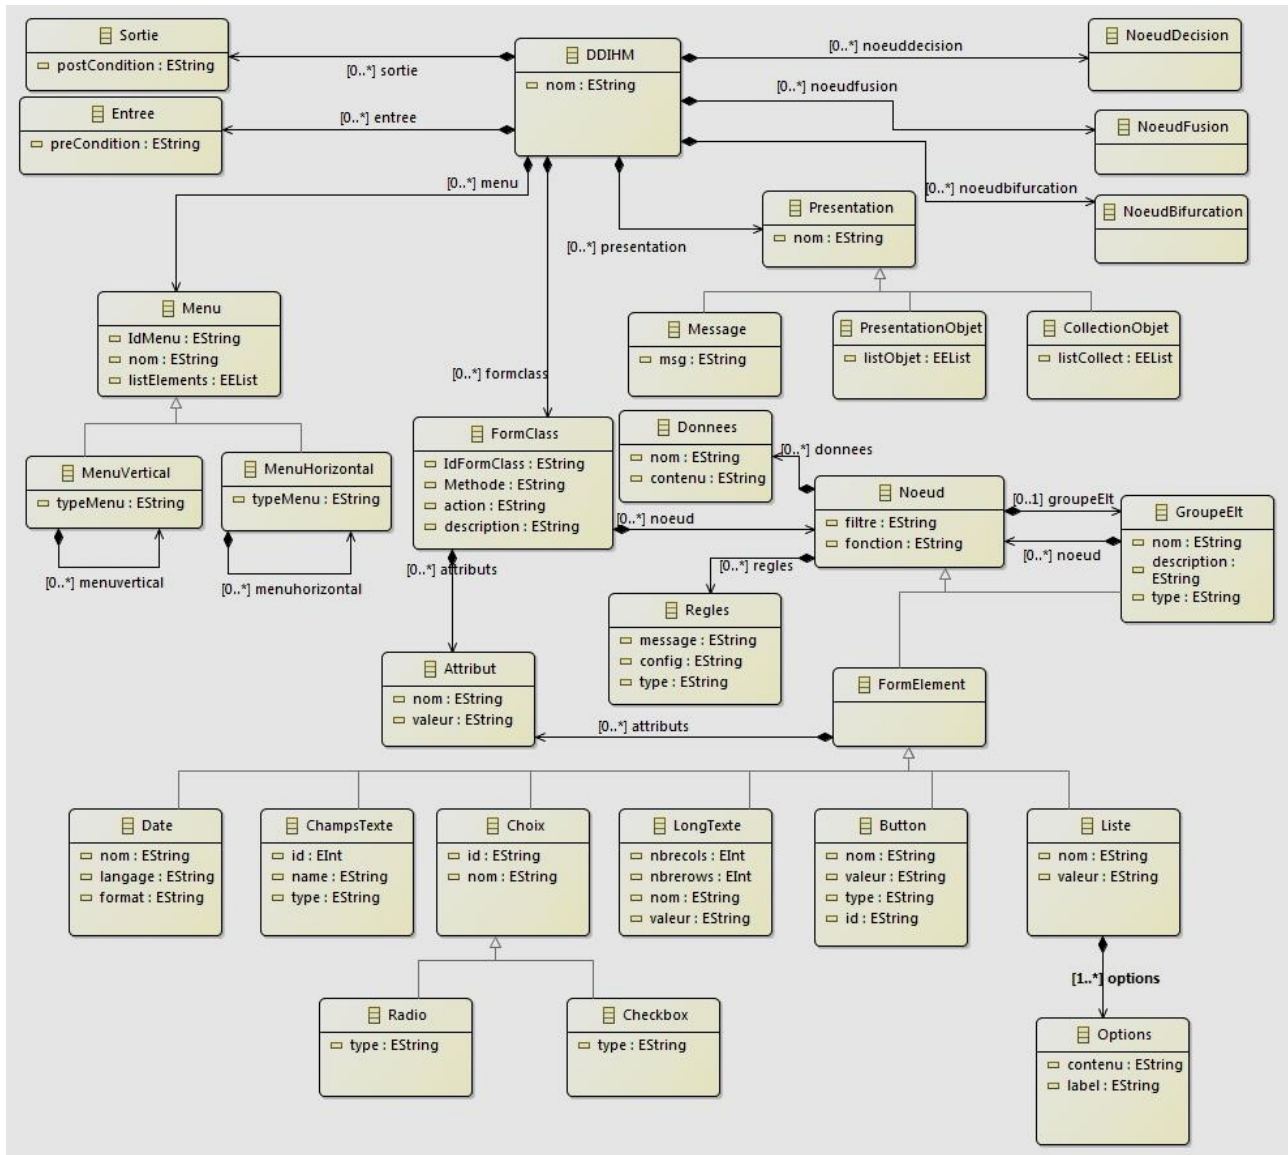 Sortie
postCondition : EString
[0..*] sortie
DDIHM
nom : EString
[0..*] noeuddecision
NoeudDecision
[0..*] noeudfusion
NoeudFusion
Entree
preCondition : EString
[0..*] entree
[0..*] noeudbifurcation
NoeudBifurcation
[0..*] menu
[0..*] presentation
Presentation
nom : EString
Menu
IdMenu : EString
nom : EString
listElements : EEList
Message
msg : EString
PresentationObjet
listObjet : EEList
CollectionObjet
listCollect : EEList
[0..*] formclass
MenuVertical
typeMenu : EString
[0..*] menuvertical
MenuHorizontal
typeMenu : EString
[0..*] menuhorizontal
FormClass
IdFormClass : EString
Methode : EString
action : EString
description : EString
[0..*] attributs
[0..*] noeud
Donnees
nom : EString
contenu : EString
[0..*] donnees
Noeud
filtre : EString
fonction : EString
[0..1] groupeElt
[0..*] noeud
GroupeElt
nom : EString
description :
EString
type : EString
[0..*] regles
Regles
message : EString
config : EString
type : EString
Attribut
nom : EString
valeur : EString
[0..*] attributs
FormElement
Date
nom : EString
langage : EString
format : EString
ChampsTexte
id : EInt
name : EString
type : EString
Choix
id : EString
nom : EString
LongTexte
nbrecols : EInt
nbrerows : EInt
nom : EString
valeur : EString
Button
nom : EString
valeur : EString
type : EString
id : EString
Liste
nom : EString
valeur : EString
[1..*] options
Radio
type : EString
Checkbox
type : EString
Options
contenu : EString
label : EString